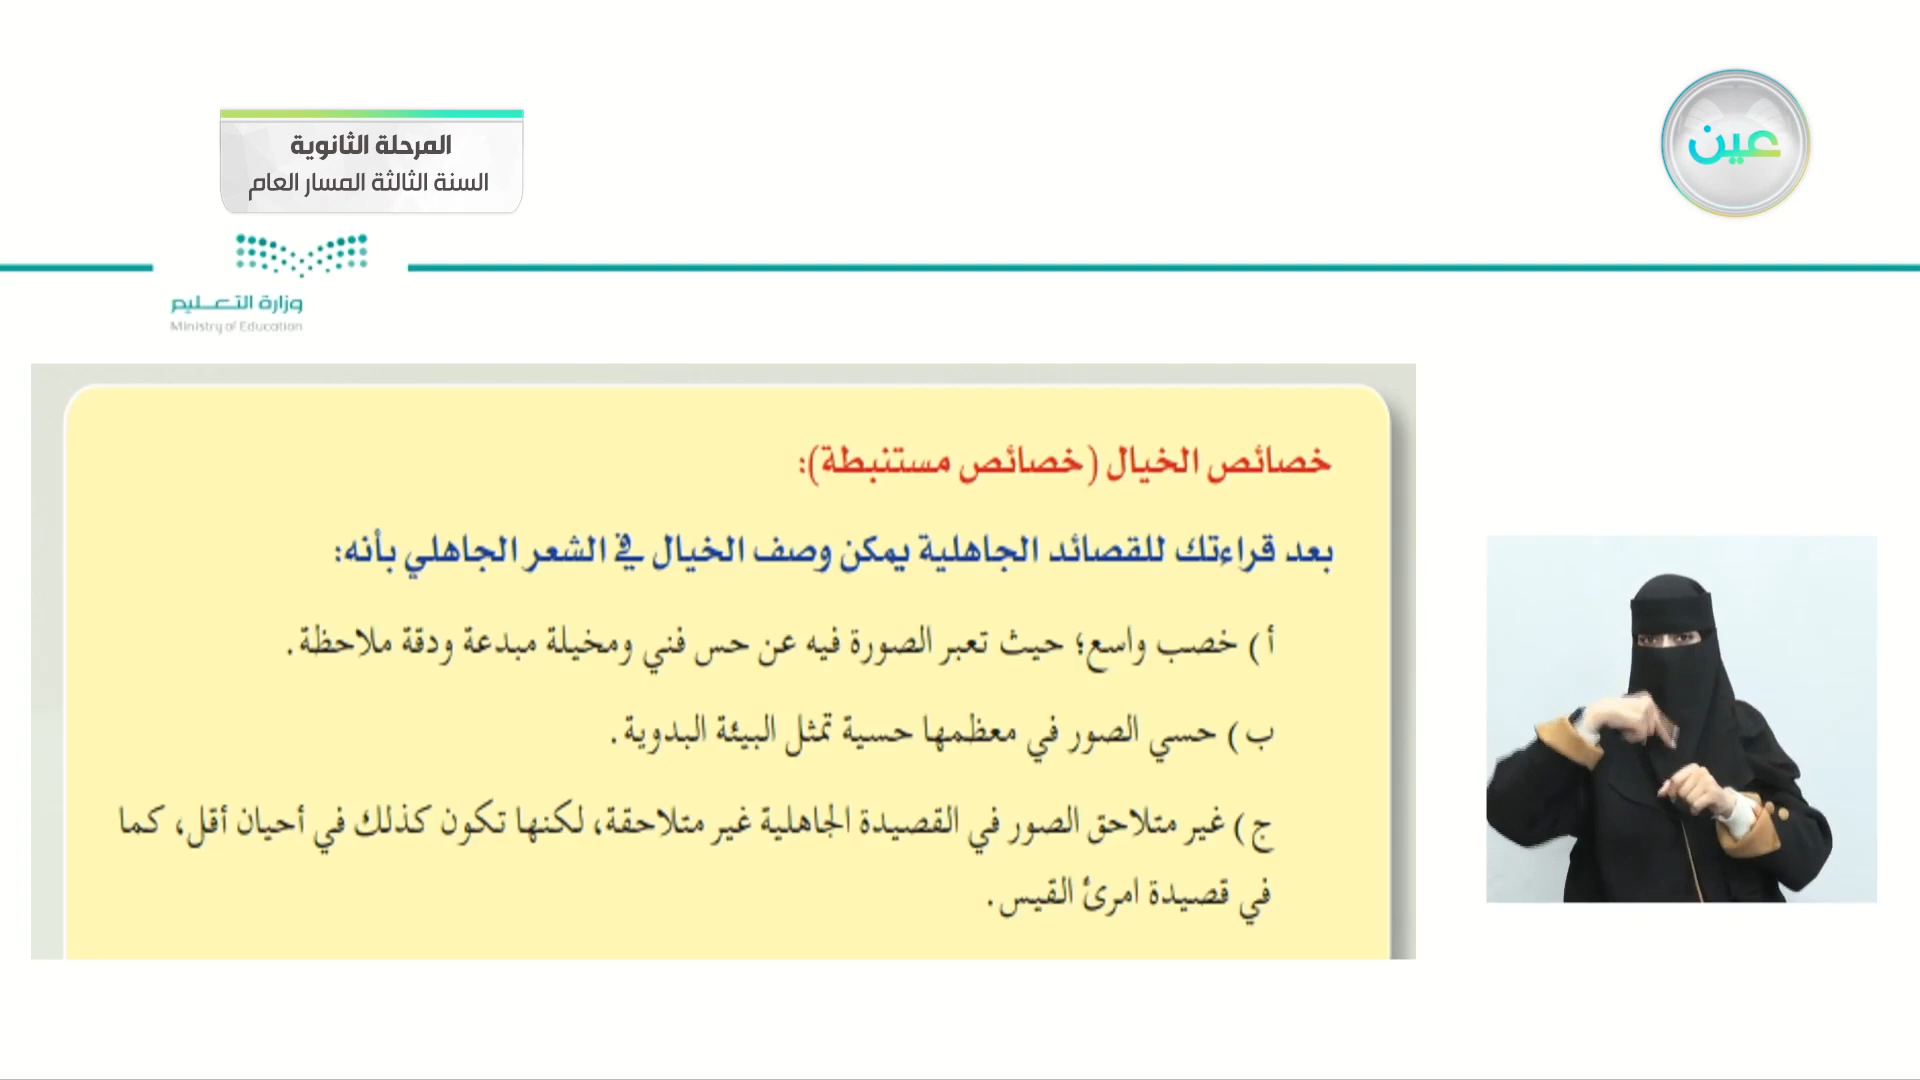 المرحلة الثانوية
السنة الثالثة المسار العام
عين
وزارة التعليم
Ministry of Education
خصائص الخيال (خصائص مستنبطة):
بعد قراءتك للقصائد الجاهلية يمكن وصف الخيال في الشعر الجاهلي بأنه:
أ ) خصب واسع؛ حيث تعبر الصورة فيه عن حس فني ومخيلة مبدعة ودقة ملاحظة.
ب ) حسي الصور في معظمها حسية تمثل البيئة البدوية.
ج ) غير متلاحق الصور في القصيدة الجاهلية غير متلاحقة، لكنها تكون كذلك في أحيان أقل، كما
في قصيدة امرئ القيس.